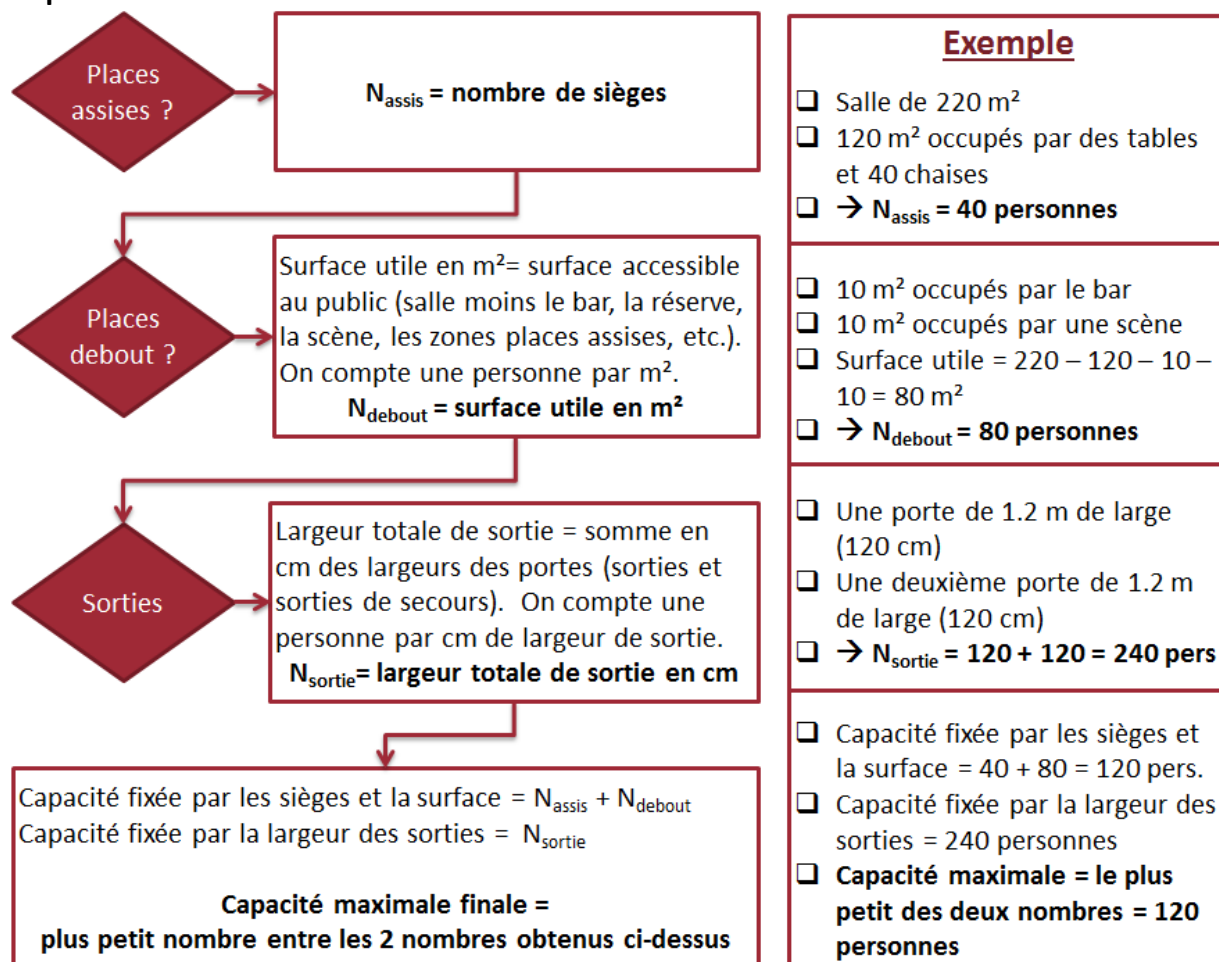 Places
assises ?
N_assis = nombre de sièges
Places
debout ?
Surface utile en m²= surface accessible
au public (salle moins le bar, la réserve,
la scène, les zones places assises, etc.).
On compte une personne par m².
N_debout = surface utile en m²
Sorties
Largeur totale de sortie = somme en
cm des largeurs des portes (sorties et
sorties de secours). On compte une
personne par cm de largeur de sortie.
N_sortie= largeur totale de sortie en cm
Capacité fixée par les sièges et la surface = N_assis + N_debout
Capacité fixée par la largeur des sorties = N_sortie
Capacité maximale finale =
plus petit nombre entre les 2 nombres obtenus ci-dessus
Exemple
❑ Salle de 220 m²
❑ 120 m² occupés par des tables
et 40 chaises
❑ → N_assis = 40 personnes
❑ 10 m² occupés par le bar
❑ 10 m² occupés par une scène
❑ Surface utile = 220 – 120 – 10 –
10 = 80 m²
❑ → N_debout = 80 personnes
❑ Une porte de 1.2 m de large
(120 cm)
❑ Une deuxième porte de 1.2 m
de large (120 cm)
❑ → N_sortie = 120 + 120 = 240 pers
❑ Capacité fixée par les sièges et
la surface = 40 + 80 = 120 pers.
❑ Capacité fixée par la largeur des
sorties = 240 personnes
❑ Capacité maximale = le plus
petit des deux nombres = 120
personnes